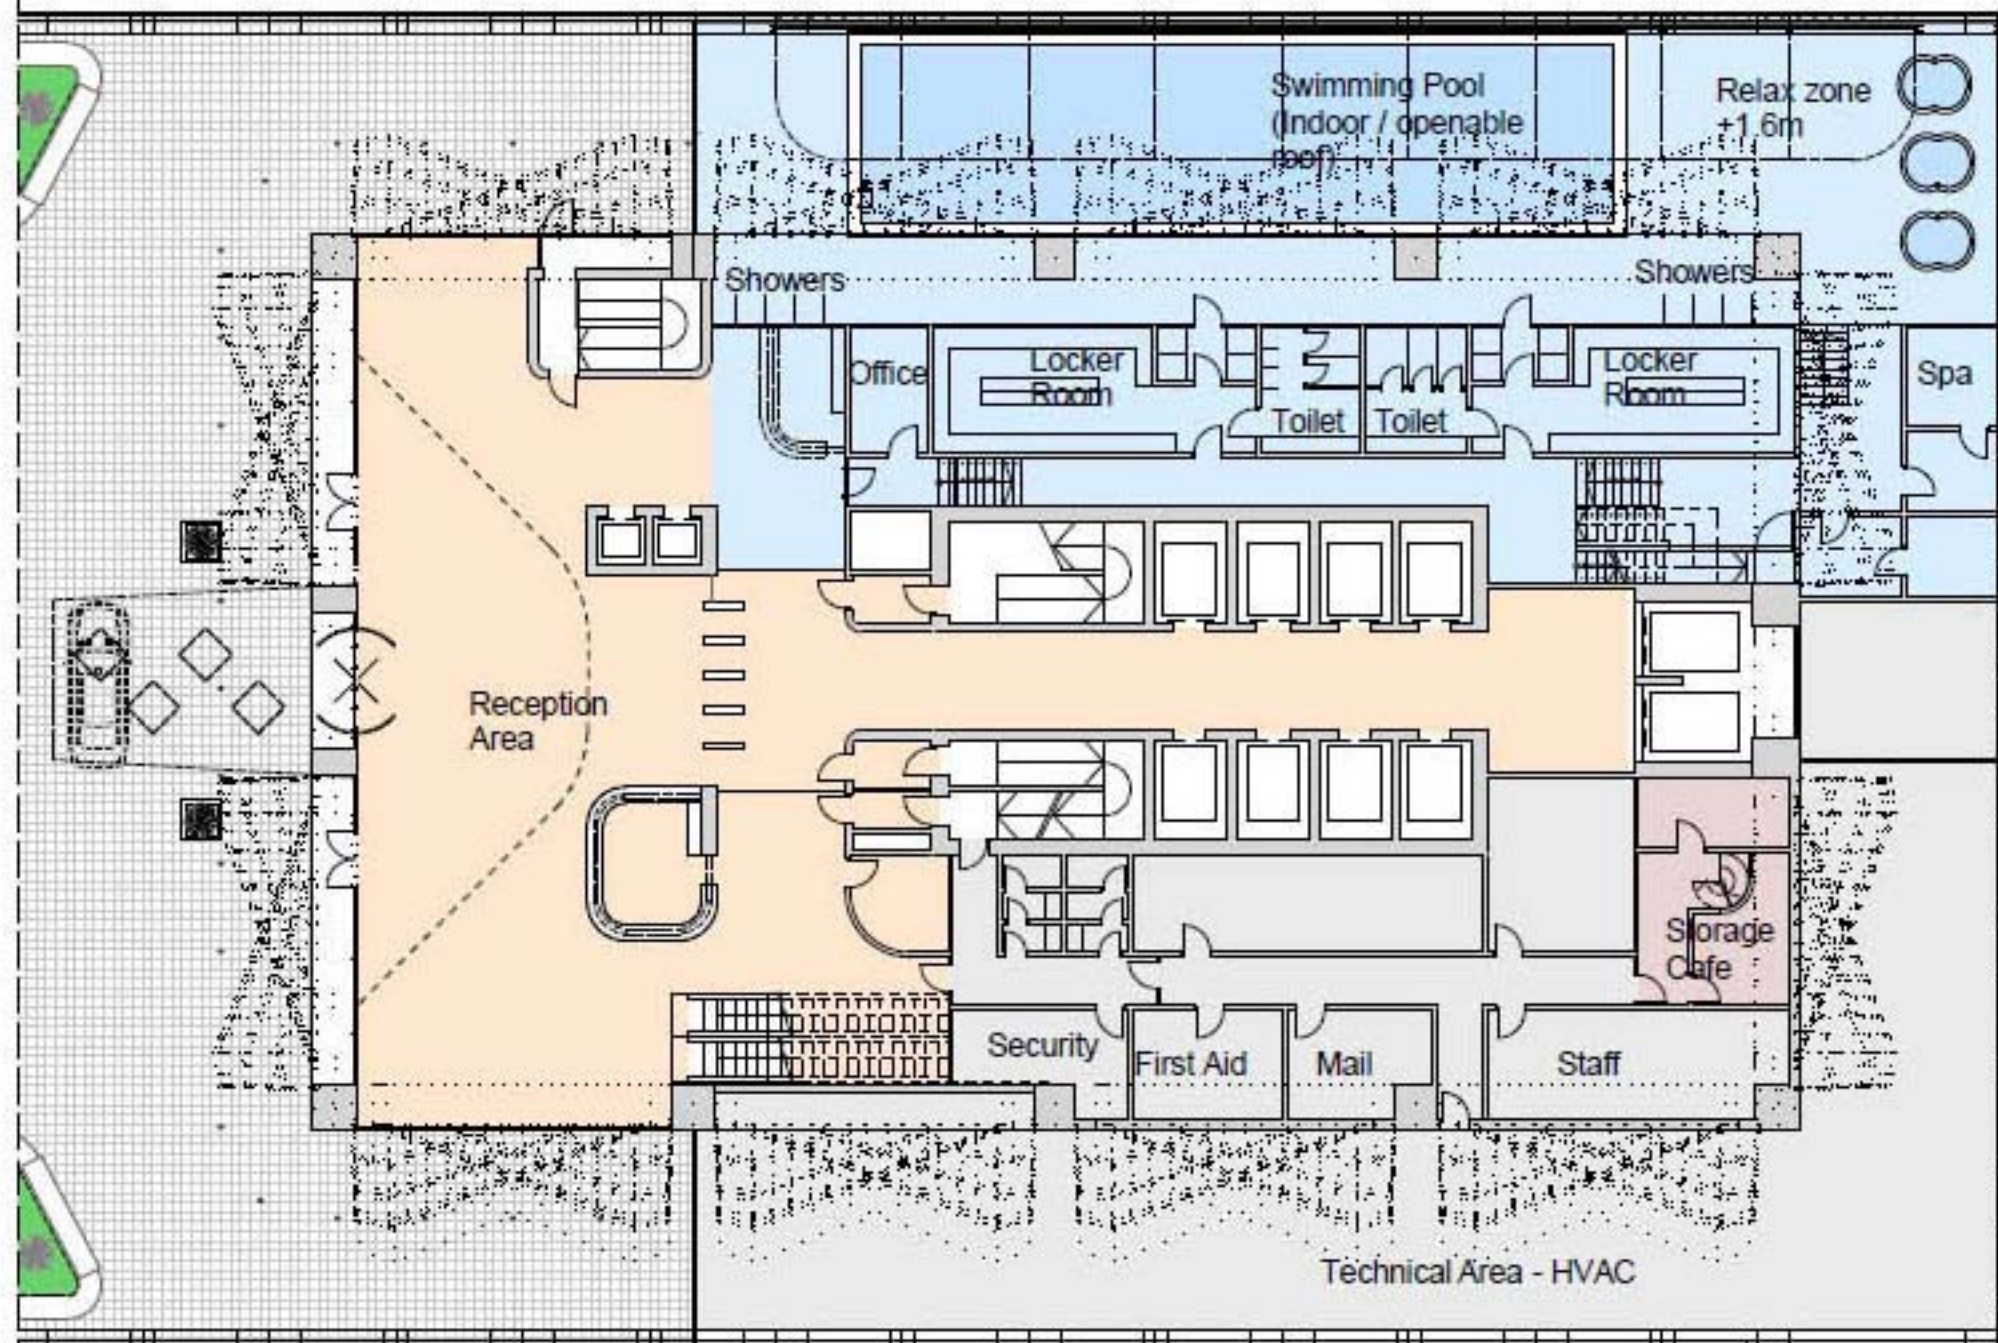 Swimming Pool
(Indoor / openable
roof)
Relax zone
+1.6m
Showers
Showers
Office
Locker
Room
Toilet
Toilet
Locker
Room
Spa
Reception
Area
Storage
Cafe
Security
First Aid
Mail
Staff
Technical Area - HVAC